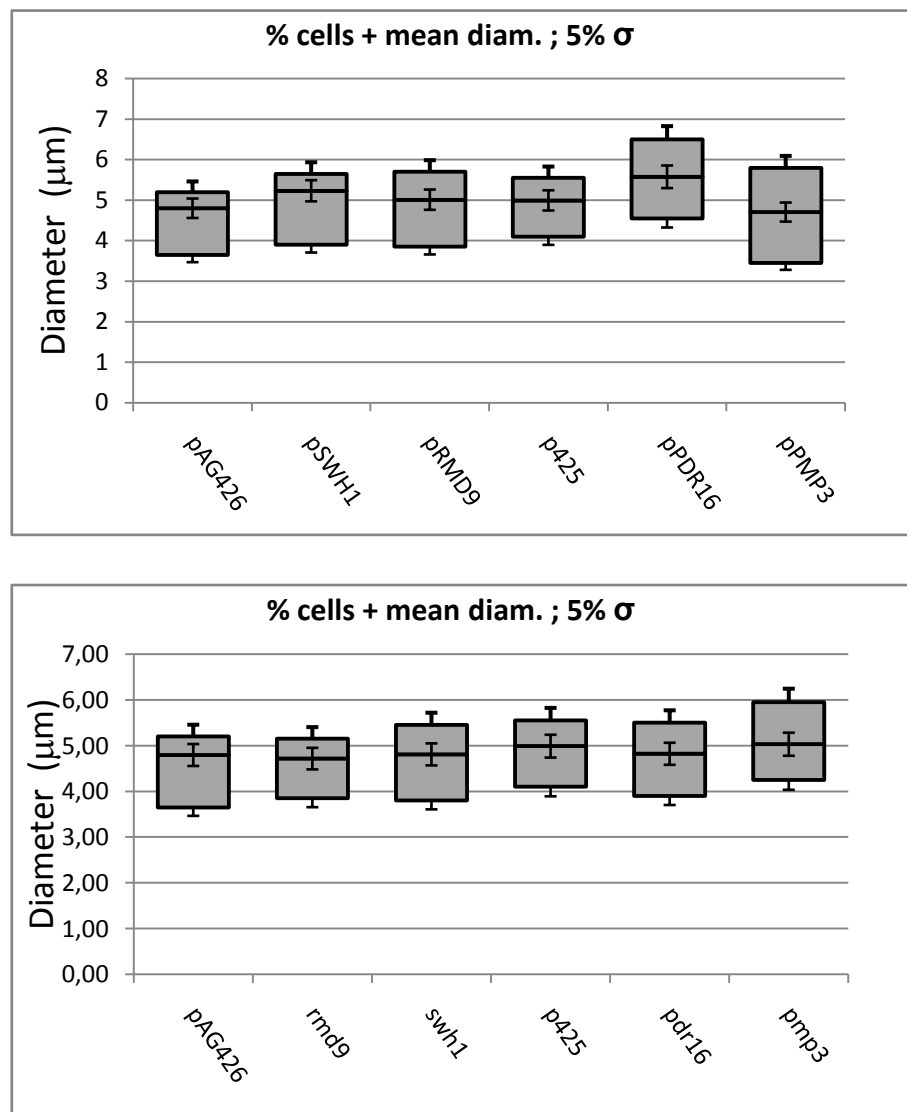 % cells + mean diam. ; 5% σ
Diameter (μm)
8
7
6
5
4
3
2
1
0
pAG426
pSWH1
pRMD9
p425
pPDR16
pPMP3
% cells + mean diam. ; 5% σ
Diameter (μm)
7,00
6,00
5,00
4,00
3,00
2,00
1,00
0,00
pAG426
rmd9
swh1
p425
pdr16
pmp3